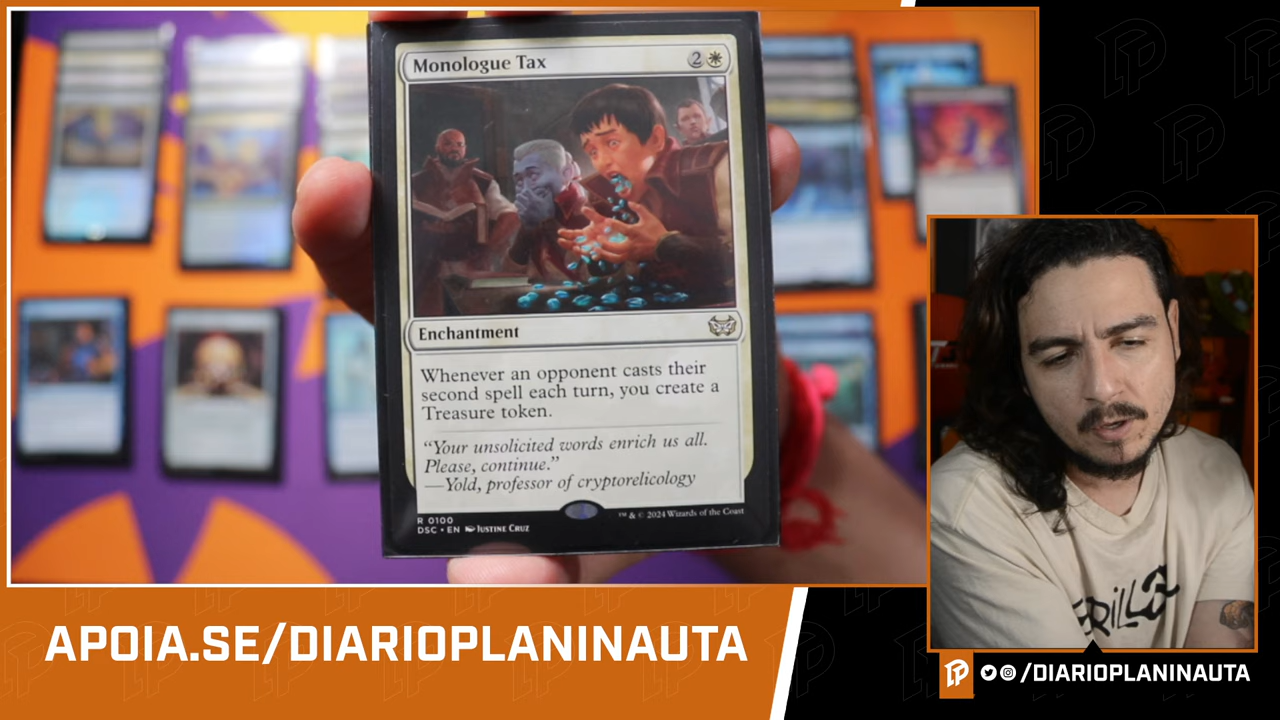 Monologue Tax 2
Enchantment
Whenever an opponent casts their
second spell each turn, you create a
Treasure token.
“Your unsolicited words enrich us all.
Please, continue.”
—Yold, professor of cryptorelicology
R 0100
DSC • EN JUSTINE CRUZ
™ & © 2024 Wizards of the Coast
APOIA.SE/DIARIOPLANINAUTA
/DIARIOPLANINAUTA